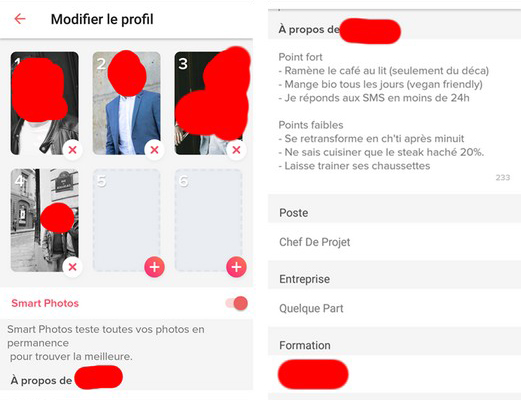 Modifier le profil
1
2
3
4
5
6
Smart Photos
Smart Photos teste toutes vos photos en
permanence
pour trouver la meilleure.
À propos de
À propos de
Point fort
- Ramène le café au lit (seulement du déca)
- Mange bio tous les jours (vegan friendly)
- Je réponds aux SMS en moins de 24h
Points faibles
- Se retransforme en ch'ti après minuit
- Ne sais cuisiner que le steak haché 20%.
- Laisse trainer ses chaussettes
233
Poste
Chef De Projet
Entreprise
Quelque Part
Formation